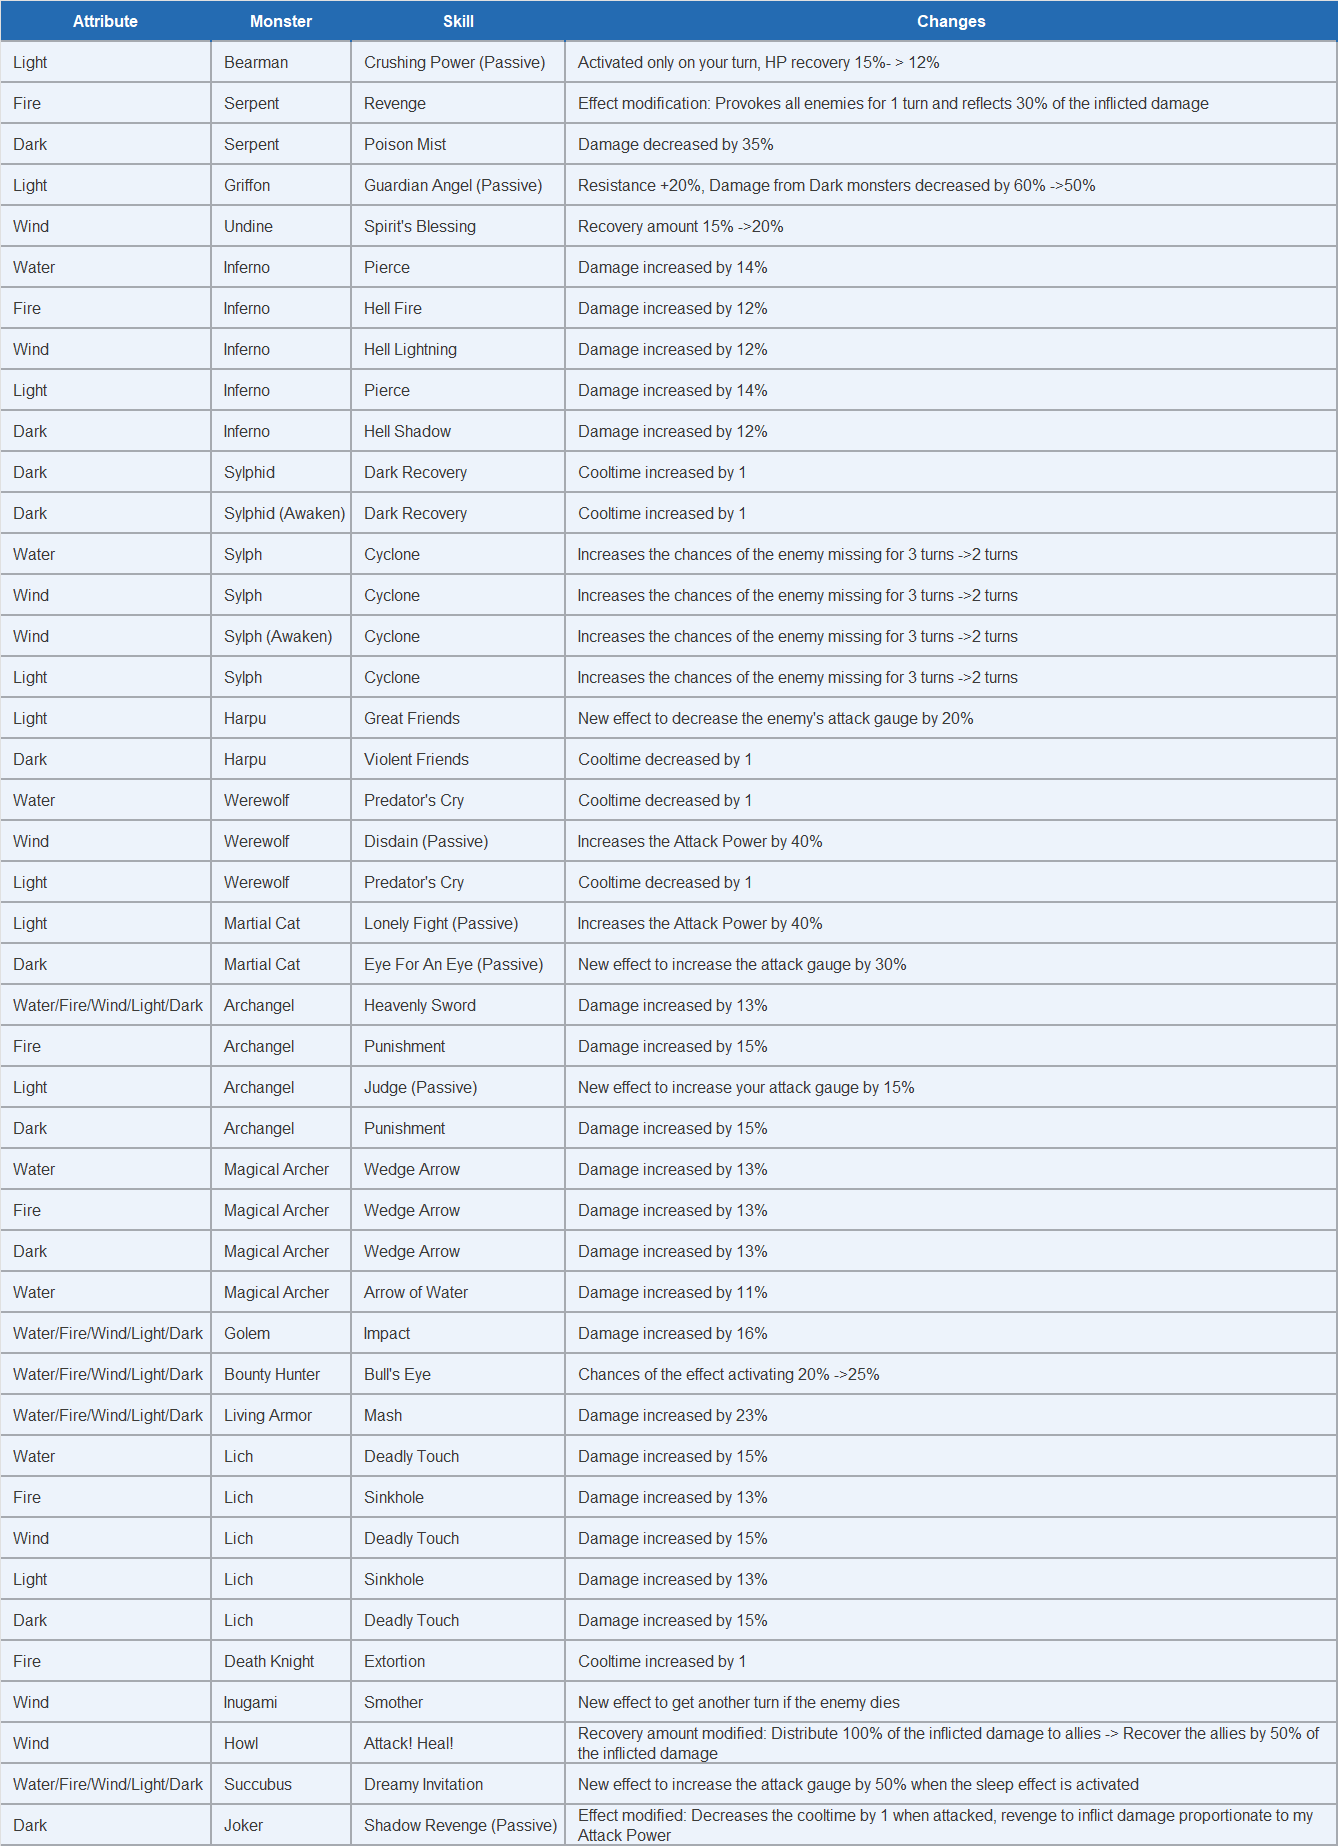 Attribute Monster Skill Changes
Light Bearman Crushing Power (Passive) Activated only on your turn, HP recovery 15%- > 12%
Fire Serpent Revenge Effect modification: Provokes all enemies for 1 turn and reflects 30% of the inflicted damage
Dark Serpent Poison Mist Damage decreased by 35%
Light Griffon Guardian Angel (Passive) Resistance +20%, Damage from Dark monsters decreased by 60% ->50%
Wind Undine Spirit's Blessing Recovery amount 15% ->20%
Water Inferno Pierce Damage increased by 14%
Fire Inferno Hell Fire Damage increased by 12%
Wind Inferno Hell Lightning Damage increased by 12%
Light Inferno Pierce Damage increased by 14%
Dark Inferno Hell Shadow Damage increased by 12%
Dark Sylphid Dark Recovery Cooltime increased by 1
Dark Sylphid (Awaken) Dark Recovery Cooltime increased by 1
Water Sylph Cyclone Increases the chances of the enemy missing for 3 turns ->2 turns
Wind Sylph Cyclone Increases the chances of the enemy missing for 3 turns ->2 turns
Wind Sylph (Awaken) Cyclone Increases the chances of the enemy missing for 3 turns ->2 turns
Light Sylph Cyclone Increases the chances of the enemy missing for 3 turns ->2 turns
Light Harpu Great Friends New effect to decrease the enemy's attack gauge by 20%
Dark Harpu Violent Friends Cooltime decreased by 1
Water Werewolf Predator's Cry Cooltime decreased by 1
Wind Werewolf Disdain (Passive) Increases the Attack Power by 40%
Light Werewolf Predator's Cry Cooltime decreased by 1
Light Martial Cat Lonely Fight (Passive) Increases the Attack Power by 40%
Dark Martial Cat Eye For An Eye (Passive) New effect to increase the attack gauge by 30%
Water/Fire/Wind/Light/Dark Archangel Heavenly Sword Damage increased by 13%
Fire Archangel Punishment Damage increased by 15%
Light Archangel Judge (Passive) New effect to increase your attack gauge by 15%
Dark Archangel Punishment Damage increased by 15%
Water Magical Archer Wedge Arrow Damage increased by 13%
Fire Magical Archer Wedge Arrow Damage increased by 13%
Dark Magical Archer Wedge Arrow Damage increased by 13%
Water Magical Archer Arrow of Water Damage increased by 11%
Water/Fire/Wind/Light/Dark Golem Impact Damage increased by 16%
Water/Fire/Wind/Light/Dark Bounty Hunter Bull's Eye Chances of the effect activating 20% ->25%
Water/Fire/Wind/Light/Dark Living Armor Mash Damage increased by 23%
Water Lich Deadly Touch Damage increased by 15%
Fire Lich Sinkhole Damage increased by 13%
Wind Lich Deadly Touch Damage increased by 15%
Light Lich Sinkhole Damage increased by 13%
Dark Lich Deadly Touch Damage increased by 15%
Fire Death Knight Extortion Cooltime increased by 1
Wind Inugami Smother New effect to get another turn if the enemy dies
Wind Howl Attack! Heal! Recovery amount modified: Distribute 100% of the inflicted damage to allies -> Recover the allies by 50% of
the inflicted damage
Water/Fire/Wind/Light/Dark Succubus Dreamy Invitation New effect to increase the attack gauge by 50% when the sleep effect is activated
Dark Joker Shadow Revenge (Passive) Effect modified: Decreases the cooltime by 1 when attacked, revenge to inflict damage proportionate to my
Attack Power